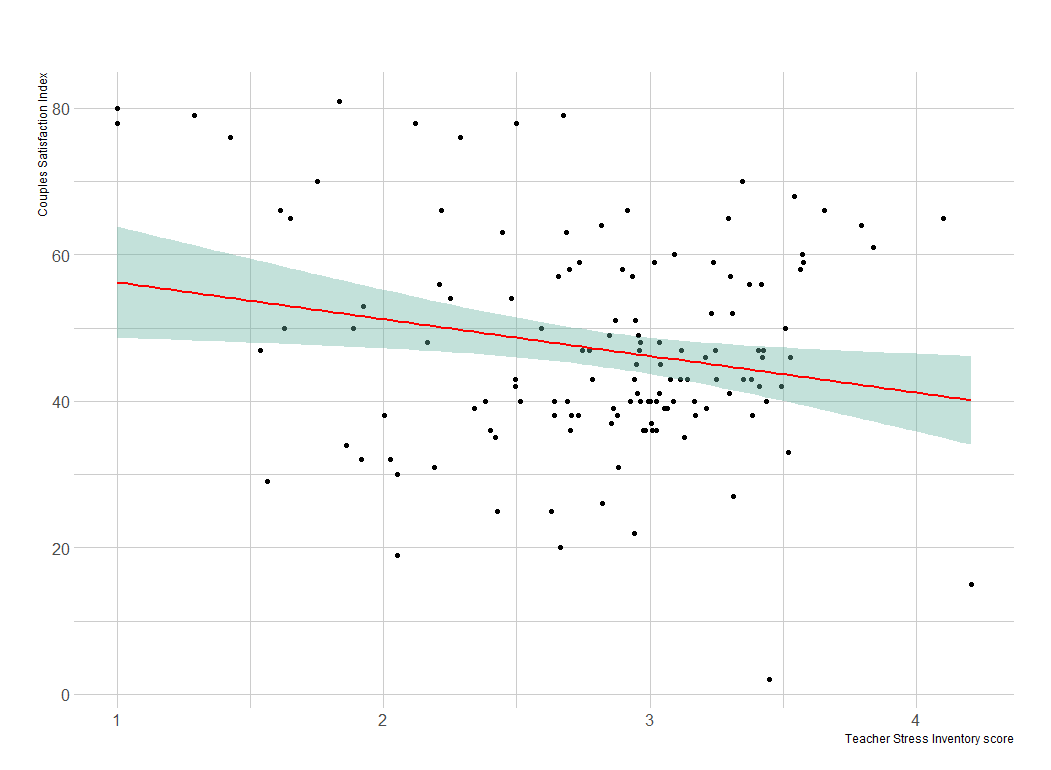 Couples Satisfaction Index
80
60
40
20
0
1 2 3 4
Teacher Stress Inventory score